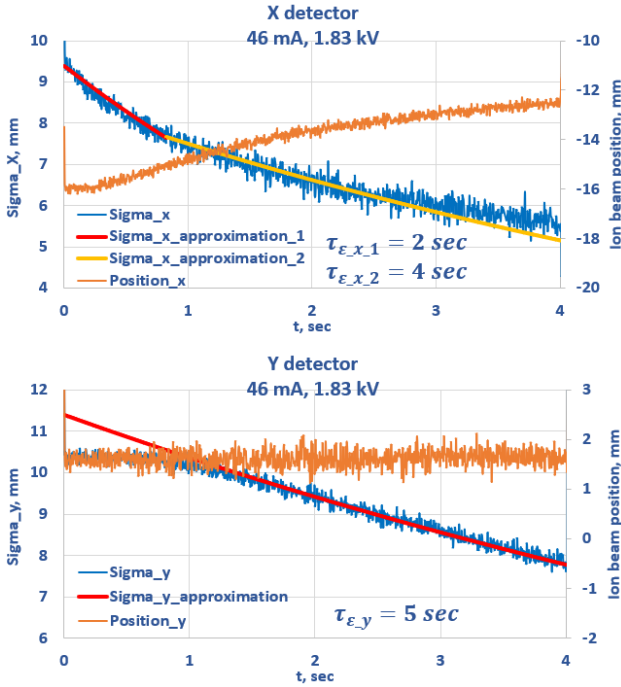 X detector
46 mA, 1.83 kV
10
9
8
7
6
5
4
Sigma_X, mm
-10
-12
-14
-16
-18
-20
Ion beam position, mm
Sigma_x
Sigma_x_approximation_1
Sigma_x_approximation_2
Position_x
τε_x_1 = 2 sec
τε_x_2 = 4 sec
0 1 2 3 4
t, sec
Y detector
46 mA, 1.83 kV
12
11
10
9
8
7
6
Sigma_y, mm
3
2
1
0
-1
-2
Ion beam position, mm
Sigma_y
Sigma_y_approximation
Position_y
τε_y = 5 sec
0 1 2 3 4
t, sec